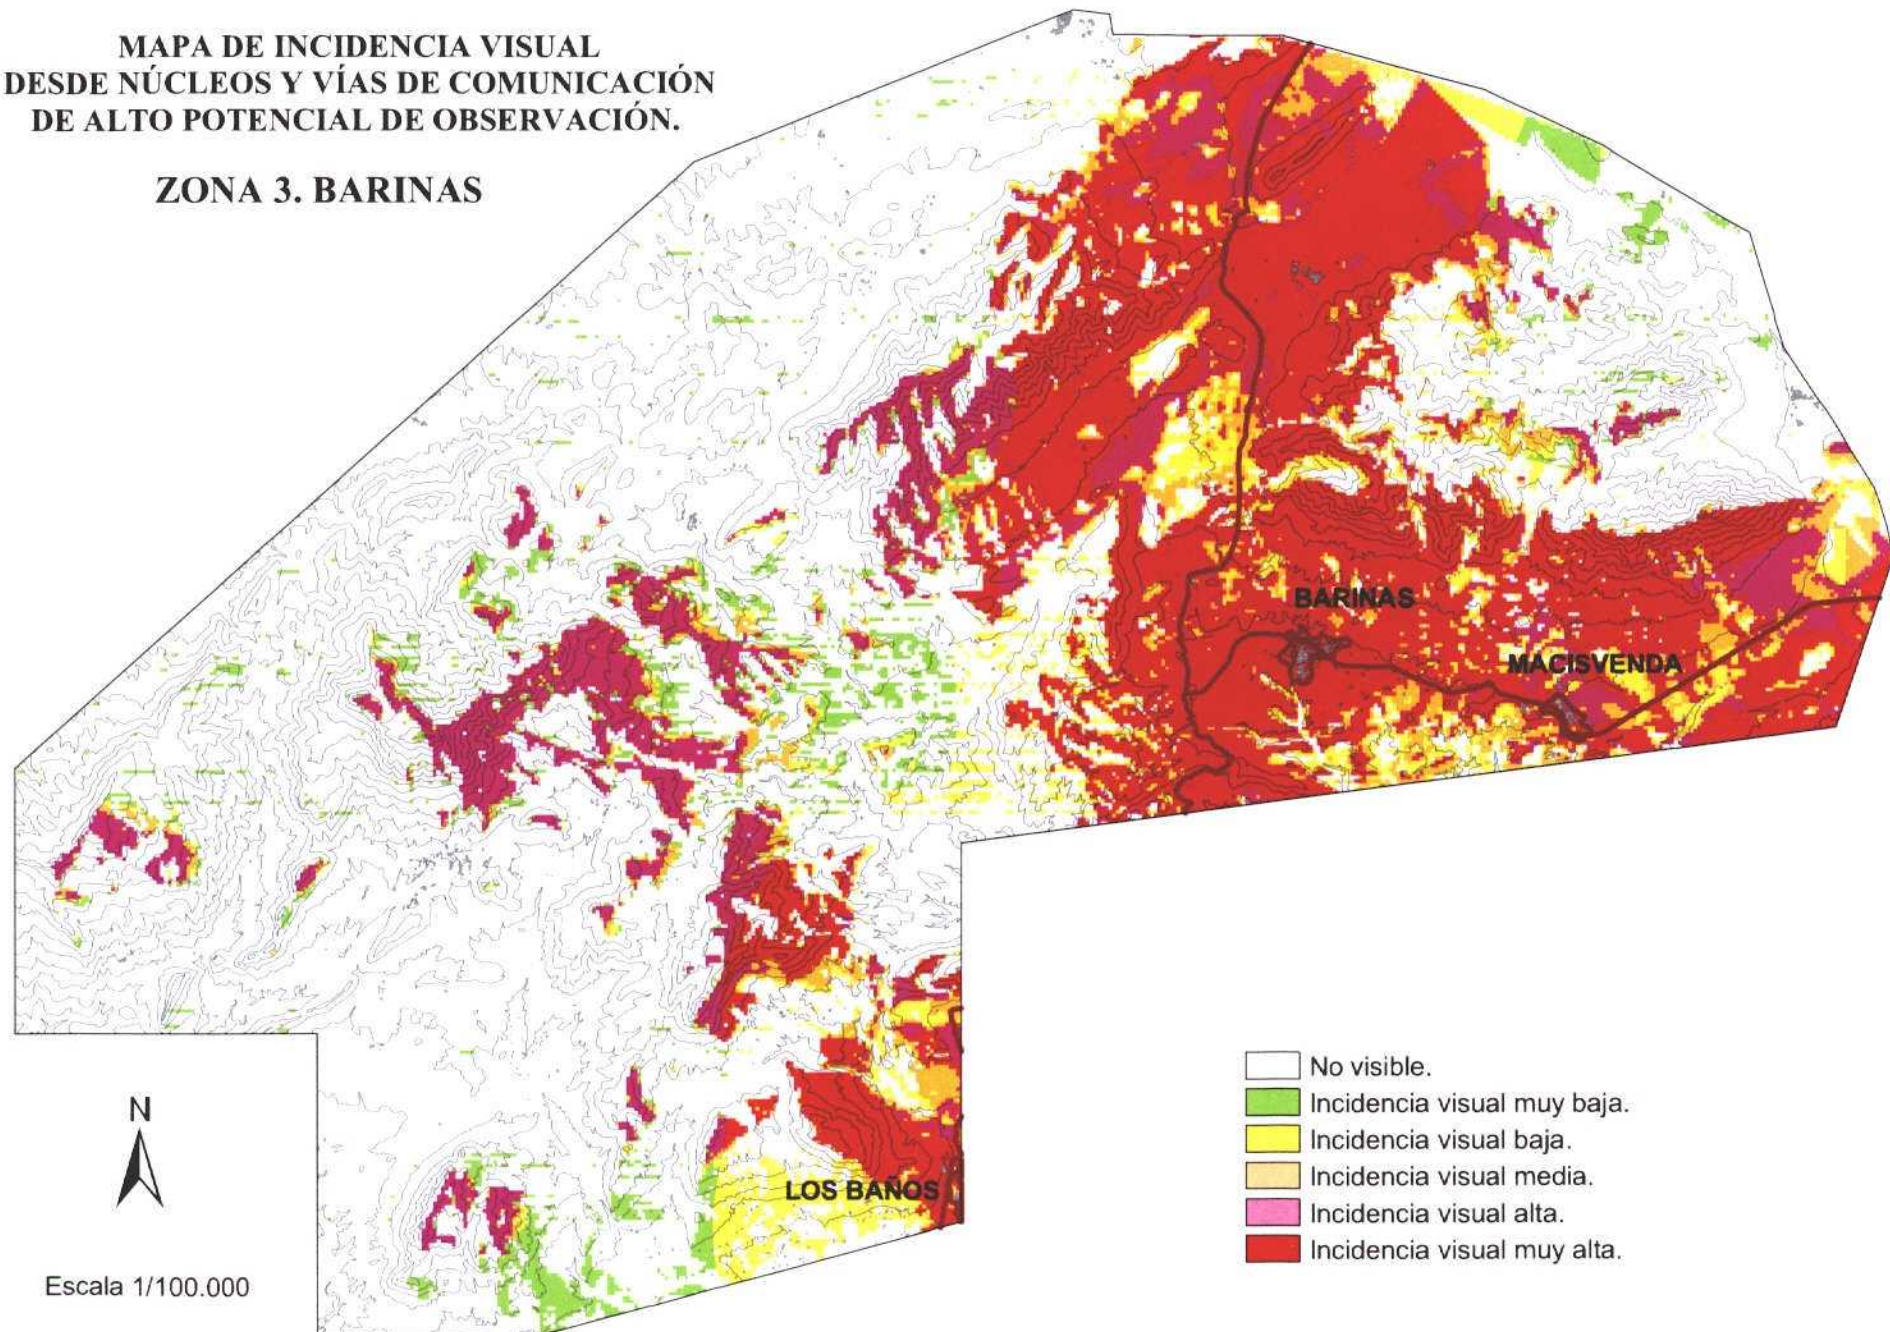 MAPA DE INCIDENCIA VISUAL
DESDE NÚCLEOS Y VÍAS DE COMUNICACIÓN
DE ALTO POTENCIAL DE OBSERVACIÓN.
ZONA 3. BARINAS
BARINAS
MACISVENDA
LOS BAÑOS
N
Escala 1/100.000
No visible.
Incidencia visual muy baja.
Incidencia visual baja.
Incidencia visual media.
Incidencia visual alta.
Incidencia visual muy alta.